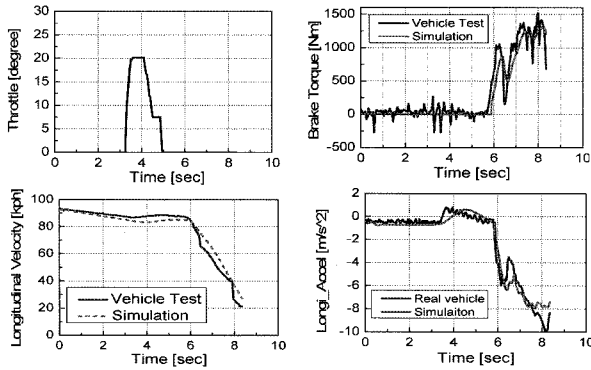 Throttle [degree]
30
25
20
15
10
5
0
0 2 4 6 8 10
Time [sec]
Brake Torque [Nm]
1500
1000
500
0
-500
Vehicle Test
Simulation
0 2 4 6 8 10
Time [sec]
Longitudinal Velocity [kph]
100
80
60
40
20
0
Vehicle Test
Simulation
0 2 4 6 8 10
Time [sec]
Longi_Accel [m/s^2]
2
0
-2
-4
-6
-8
-10
Real vehicle
Simulaiton
0 2 4 6 8 10
Time [sec]